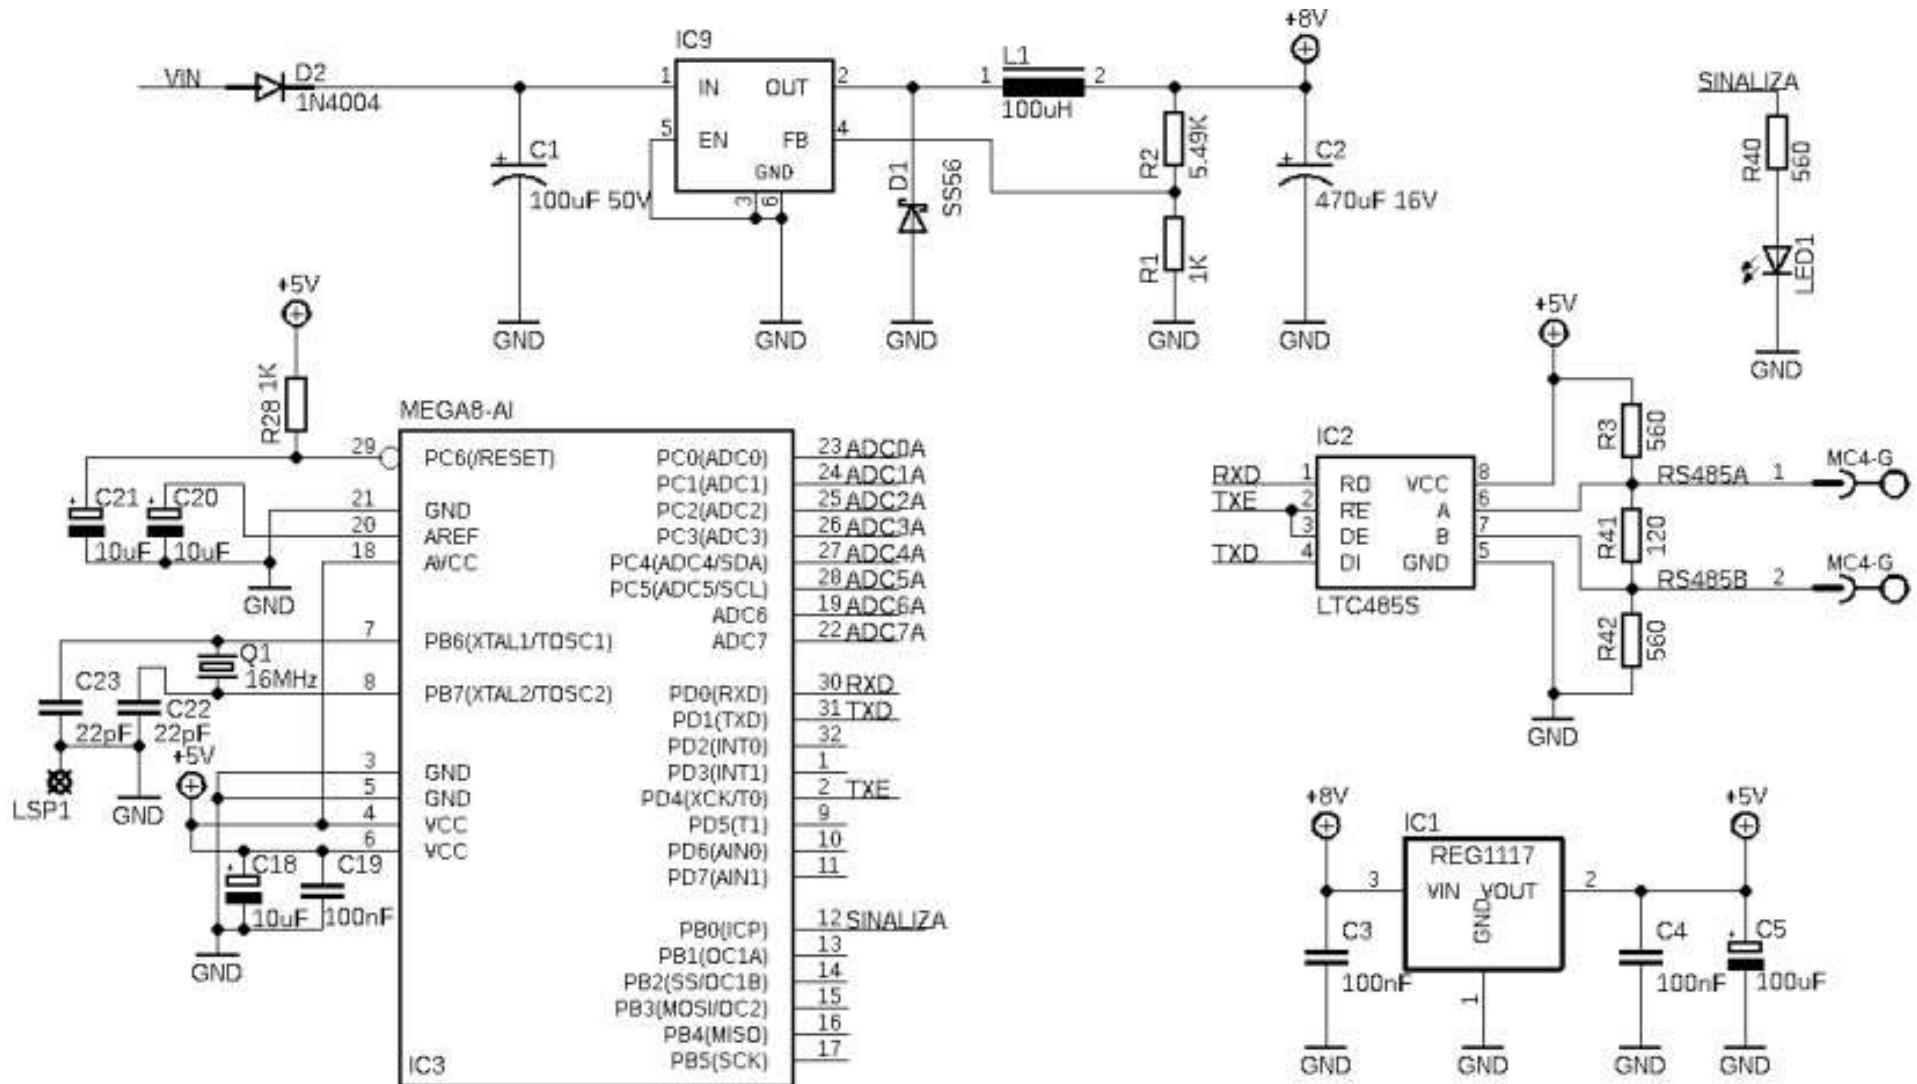 VIN
D2
1N4004
C1
100uF 50V
IC9
1 IN OUT 2
5 EN FB 4
GND
3 6
L1
1 2
100uH
D1
SS56
R2
5.49K
R1
1K
+8V
C2
470uF 16V
GND
GND
GND
GND
GND
SINALIZA
R40
560
LED1
GND
+5V
R28 1K
C21
10uF
C20
10uF
GND
C23
22pF
C22
22pF
Q1
16MHz
LSP1
GND
+5V
C18
10uF
C19
100nF
GND
MEGA8-AI
29 PC6(/RESET)
21 GND
20 AREF
18 AVCC
7 PB6(XTAL1/TOSC1)
8 PB7(XTAL2/TOSC2)
3 GND
5 GND
4 VCC
6 VCC
PC0(ADC0) 23 ADC0A
PC1(ADC1) 24 ADC1A
PC2(ADC2) 25 ADC2A
PC3(ADC3) 26 ADC3A
PC4(ADC4/SDA) 27 ADC4A
PC5(ADC5/SCL) 28 ADC5A
ADC6 19 ADC6A
ADC7 22 ADC7A
PD0(RXD) 30 RXD
PD1(TXD) 31 TXD
PD2(INT0) 32
PD3(INT1) 1
PD4(XCK/T0) 2 TXE
PD5(T1) 9
PD6(AIN0) 10
PD7(AIN1) 11
PB0(ICP) 12 SINALIZA
PB1(OC1A) 13
PB2(SS/OC1B) 14
PB3(MOSI/OC2) 15
PB4(MISO) 16
PB5(SCK) 17
IC3
+5V
IC2
RXD 1 RO VCC 8
TXE 2 RE A 6
3 DE B 7
TXD 4 DI GND 5
LTC485S
R3
560
R41
120
R42
560
RS485A 1 MC4-G
RS485B 2 MC4-G
GND
+8V
IC1
REG1117
3 VIN VOUT 2
GND
1
+5V
C3
100nF
C4
100nF
C5
100uF
GND
GND
GND
GND